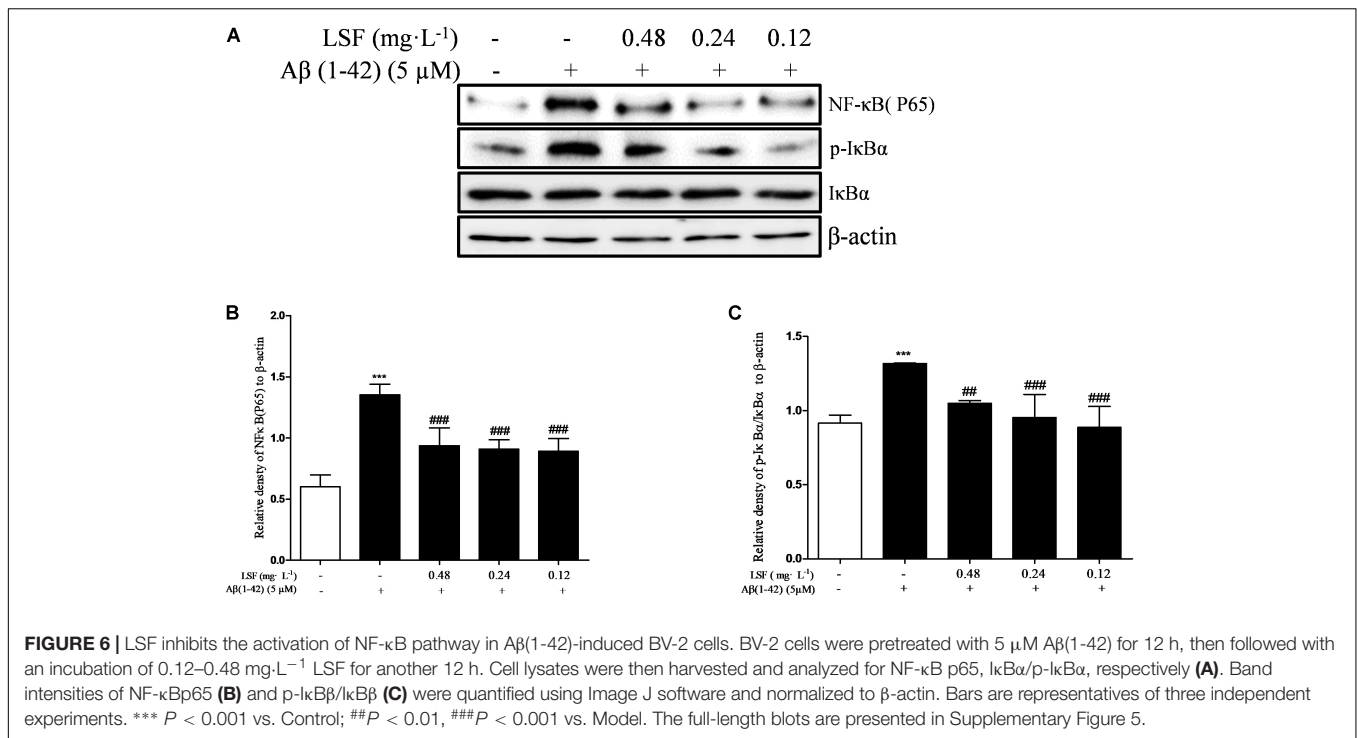 A
LSF (mg·L-1) - - 0.48 0.24 0.12
Aβ (1-42) (5 μM) - + + + +
NF-κB( P65)
p-IκBα
IκBα
β-actin
B
Relative densty of NFκ B(P65) to β-actin
2.0
1.5
1.0
0.5
0.0
***
###
###
###
LSF (mg· L-1) - - 0.48 0.24 0.12
Aβ(1-42) (5 μM) - + + + +
C
Relative densty of p-Iκ Bα/IκBα to β-actin
1.5
1.0
0.5
0.0
***
##
###
###
LSF ( mg· L-1) - - 0.48 0.24 0.12
Aβ(1-42) (5μM) - + + + +
FIGURE 6 | LSF inhibits the activation of NF-κB pathway in Aβ(1-42)-induced BV-2 cells. BV-2 cells were pretreated with 5 μM Aβ(1-42) for 12 h, then followed with
an incubation of 0.12–0.48 mg·L−1 LSF for another 12 h. Cell lysates were then harvested and analyzed for NF-κB p65, IκBα/p-IκBα, respectively (A). Band
intensities of NF-κBp65 (B) and p-IκBβ/IκBβ (C) were quantified using Image J software and normalized to β-actin. Bars are representatives of three independent
experiments. *** P < 0.001 vs. Control; ##P < 0.01, ###P < 0.001 vs. Model. The full-length blots are presented in Supplementary Figure 5.